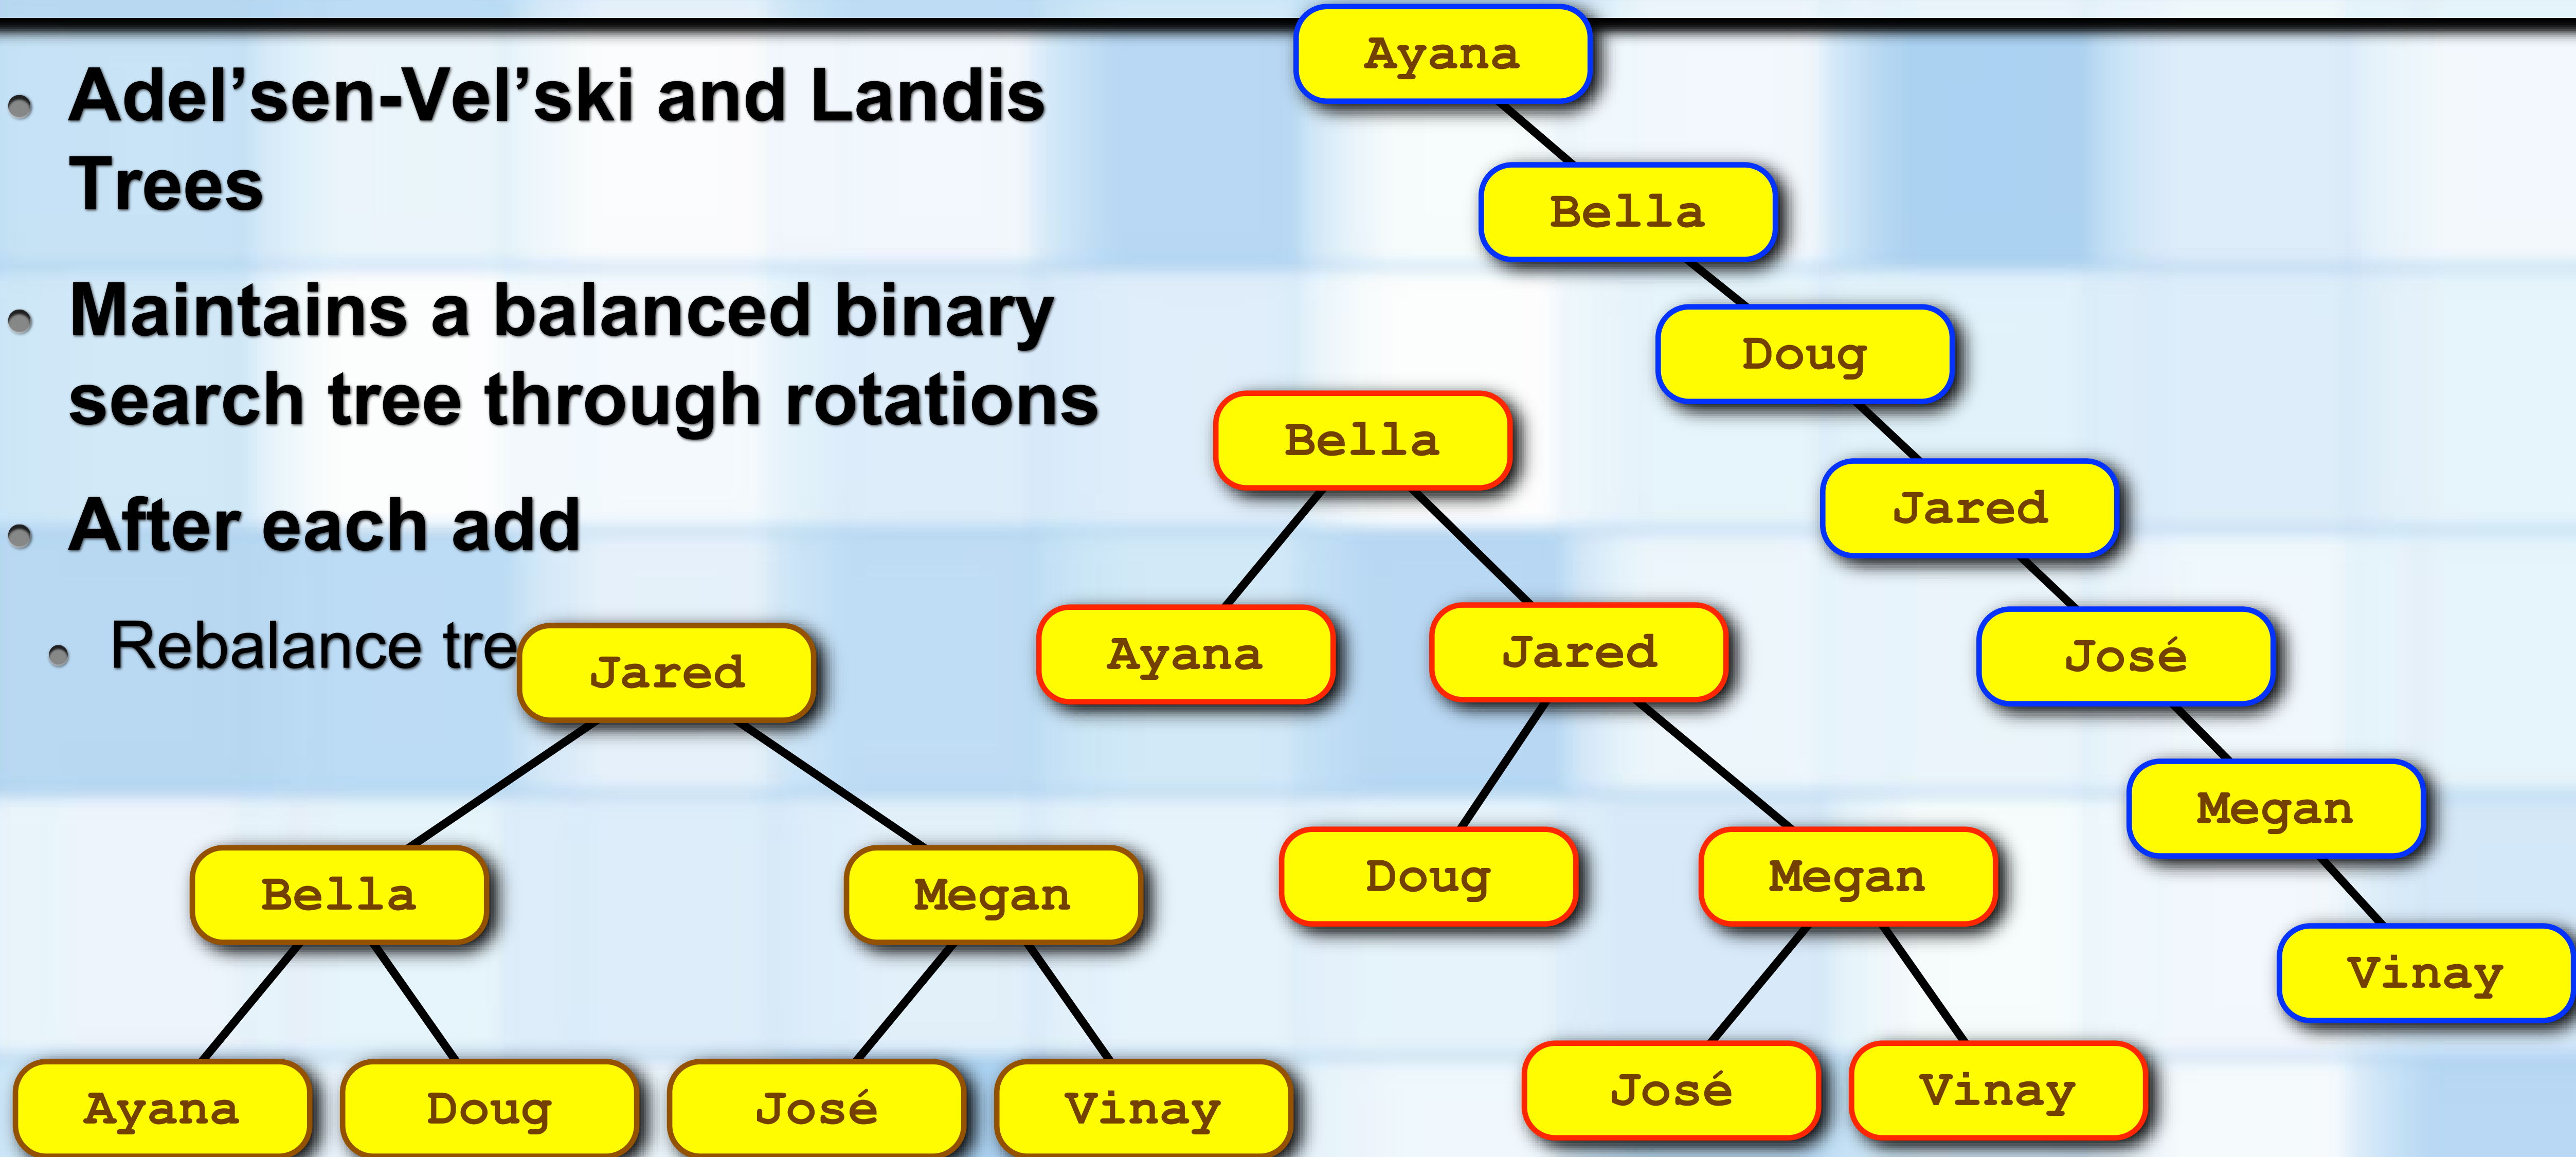 Adel’sen-Vel’ski and Landis
Trees
Maintains a balanced binary
search tree through rotations
After each add
Rebalance tre
Ayana
Bella
Doug
Jared
José
Megan
Vinay
Bella
Ayana
Jared
Doug
Megan
José
Vinay
Jared
Bella
Megan
Ayana
Doug
José
Vinay